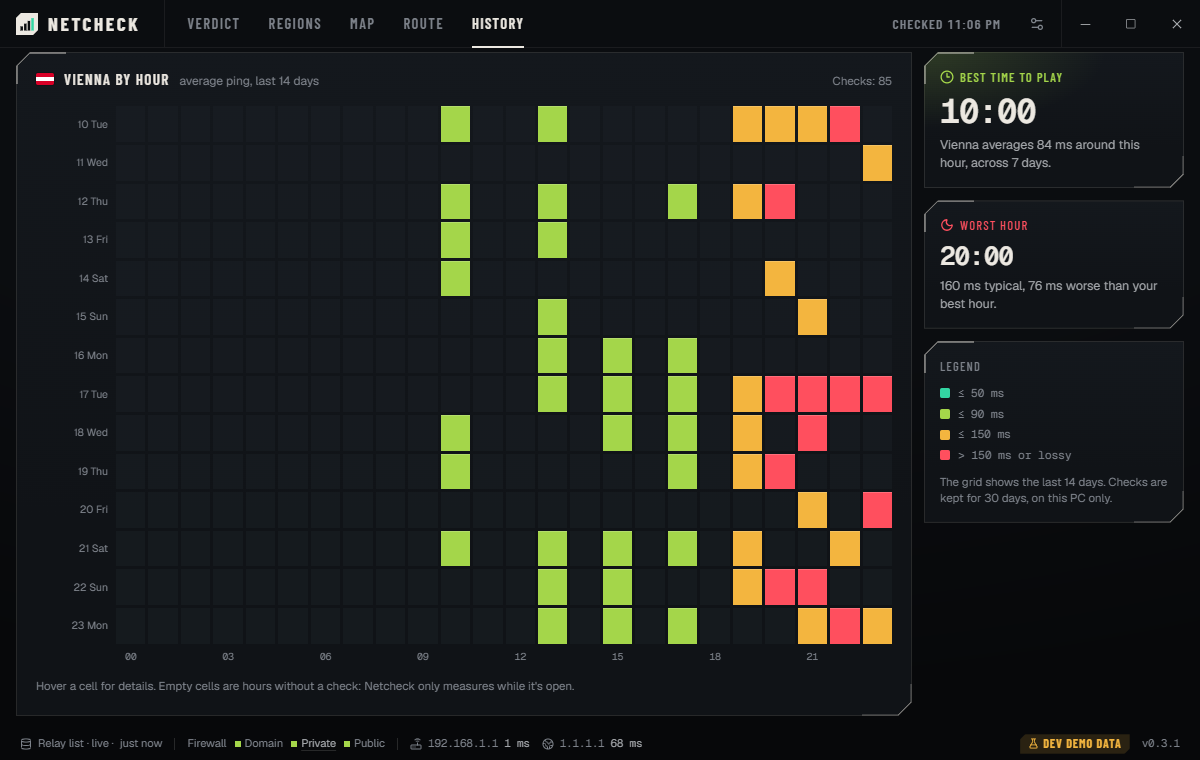 NETCHECK
VERDICT
REGIONS
MAP
ROUTE
HISTORY
CHECKED 11:06 PM
VIENNA BY HOUR average ping, last 14 days
Checks: 85
10 Tue
11 Wed
12 Thu
13 Fri
14 Sat
15 Sun
16 Mon
17 Tue
18 Wed
19 Thu
20 Fri
21 Sat
22 Sun
23 Mon
00 03 06 09 12 15 18 21
Hover a cell for details. Empty cells are hours without a check: Netcheck only measures while it's open.
BEST TIME TO PLAY
10:00
Vienna averages 84 ms around this
hour, across 7 days.
WORST HOUR
20:00
160 ms typical, 76 ms worse than your
best hour.
LEGEND
≤ 50 ms
≤ 90 ms
≤ 150 ms
> 150 ms or lossy
The grid shows the last 14 days. Checks are
kept for 30 days, on this PC only.
Relay list · live · just now
Firewall Domain Private Public
192.168.1.1 1 ms
1.1.1.1 68 ms
DEV DEMO DATA
v0.3.1